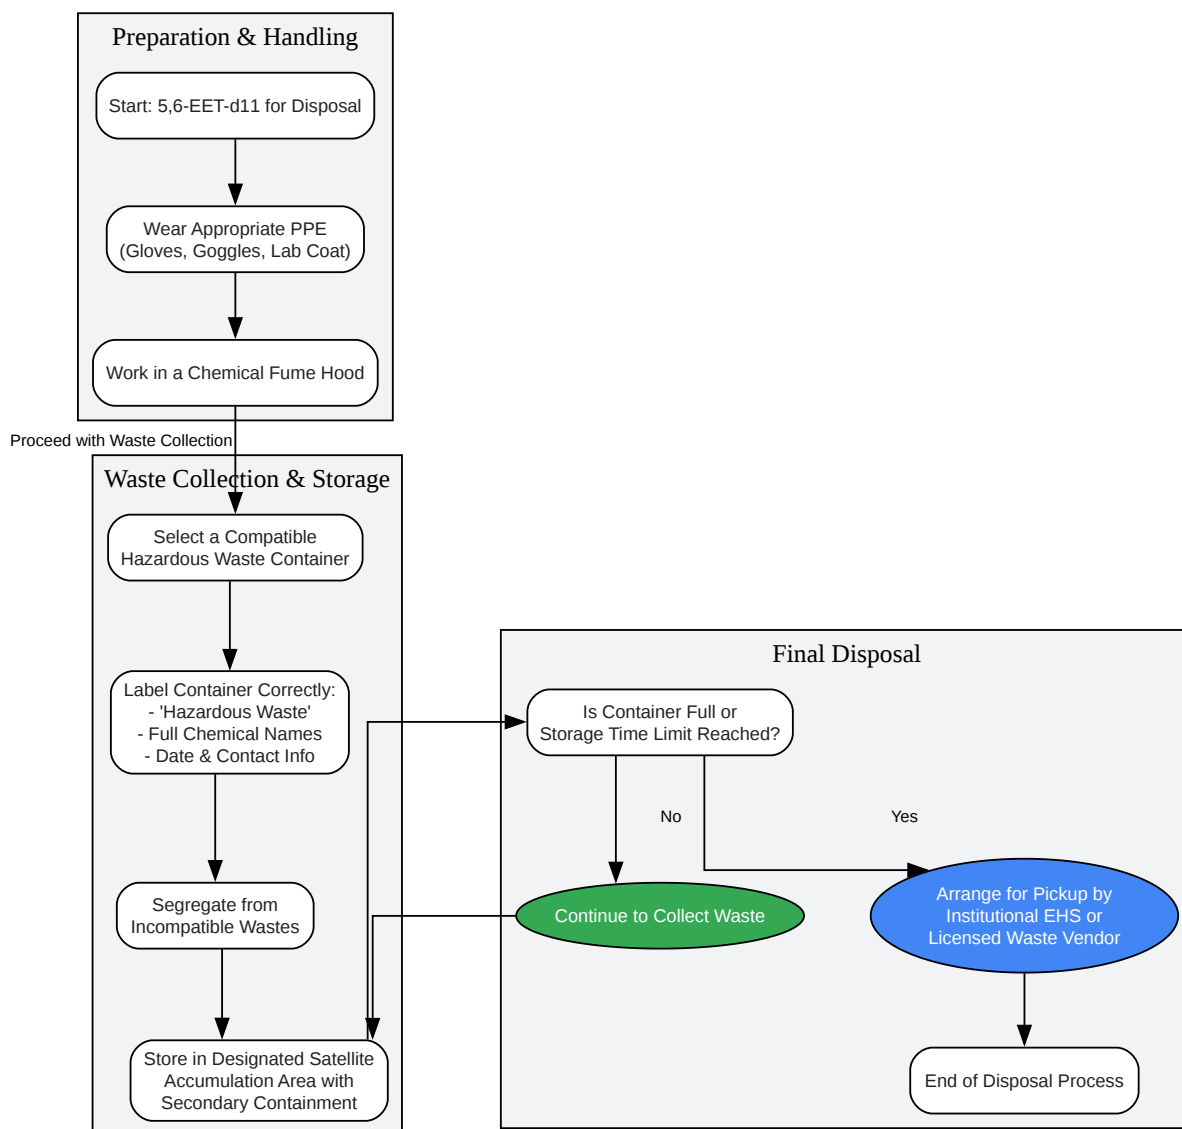 Preparation & Handling
Start: 5,6-EET-d11 for Disposal
Wear Appropriate PPE
(Gloves, Goggles, Lab Coat)
Work in a Chemical Fume Hood
Proceed with Waste Collection
Waste Collection & Storage
Select a Compatible
Hazardous Waste Container
Label Container Correctly:
- 'Hazardous Waste'
- Full Chemical Names
- Date & Contact Info
Segregate from
Incompatible Wastes
Store in Designated Satellite
Accumulation Area with
Secondary Containment
Final Disposal
Is Container Full or
Storage Time Limit Reached?
No
Yes
Continue to Collect Waste
Arrange for Pickup by
Institutional EHS or
Licensed Waste Vendor
End of Disposal Process